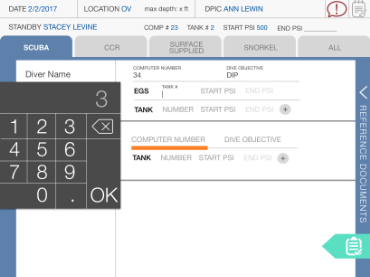 DATE 2/2/2017 LOCATION OV max depth: x ft DPIC ANN LEWIN
STANDBY STACEY LEVINE COMP # 23 TANK # 2 START PSI 500 END PSI
SCUBA CCR SURFACE SUPPLIED SNORKEL ALL
Diver Name
COMPUTER NUMBER DIVE OBJECTIVE
34 DIP
TANK #
EGS START PSI END PSI
TANK NUMBER START PSI END PSI +
COMPUTER NUMBER DIVE OBJECTIVE
TANK NUMBER START PSI END PSI +
3
1 2 3
4 5 6
7 8 9
0 . OK
REFERENCE DOCUMENTS